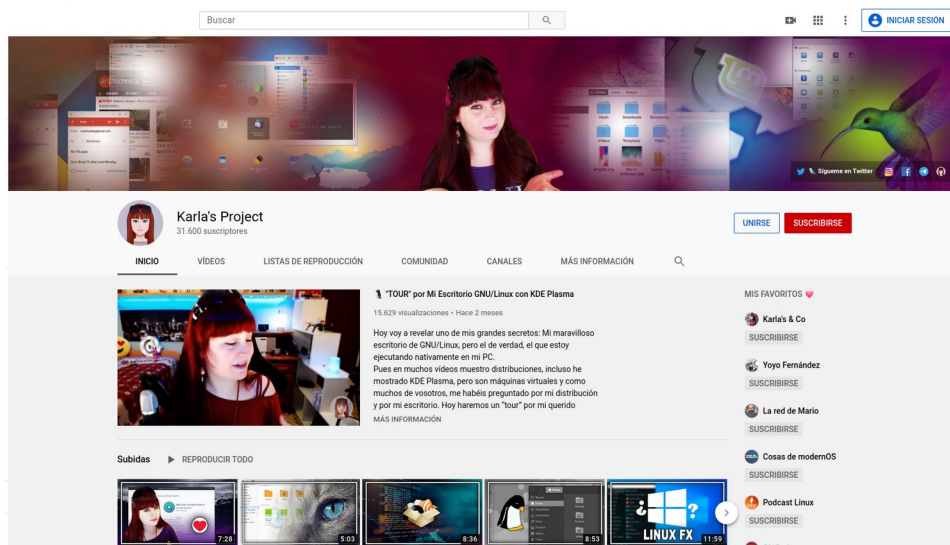 Buscar
INICIAR SESIÓN
Music
Downloads
Videos
Templates
Public
Sígueme en Twitter
Karla's Project
31.600 suscriptores
UNIRSE
SUSCRIBIRSE
INICIO
VÍDEOS
LISTAS DE REPRODUCCIÓN
COMUNIDAD
CANALES
MÁS INFORMACIÓN
"TOUR" por Mi Escritorio GNU/Linux con KDE Plasma
15.629 visualizaciones • Hace 2 meses
Hoy voy a revelar uno de mis grandes secretos: Mi maravilloso
escritorio de GNU/Linux, pero el de verdad, el que estoy
ejecutando nativamente en mi PC.
Pues en muchos vídeos muestro distribuciones, incluso he
mostrado KDE Plasma, pero son máquinas virtuales y como
muchos de vosotros, me habéis preguntado por mi distribución
y por mi escritorio. Hoy haremos un "tour" por mi querido
MÁS INFORMACIÓN
MIS FAVORITOS
Karla's & Co
SUSCRIBIRSE
Yoyo Fernández
SUSCRIBIRSE
La red de Mario
SUSCRIBIRSE
Cosas de modernOS
SUSCRIBIRSE
Podcast Linux
SUSCRIBIRSE
Subidas
REPRODUCIR TODO
7:28
5:03
8:36
8:53
¿ ?
LINUX FX
11:59